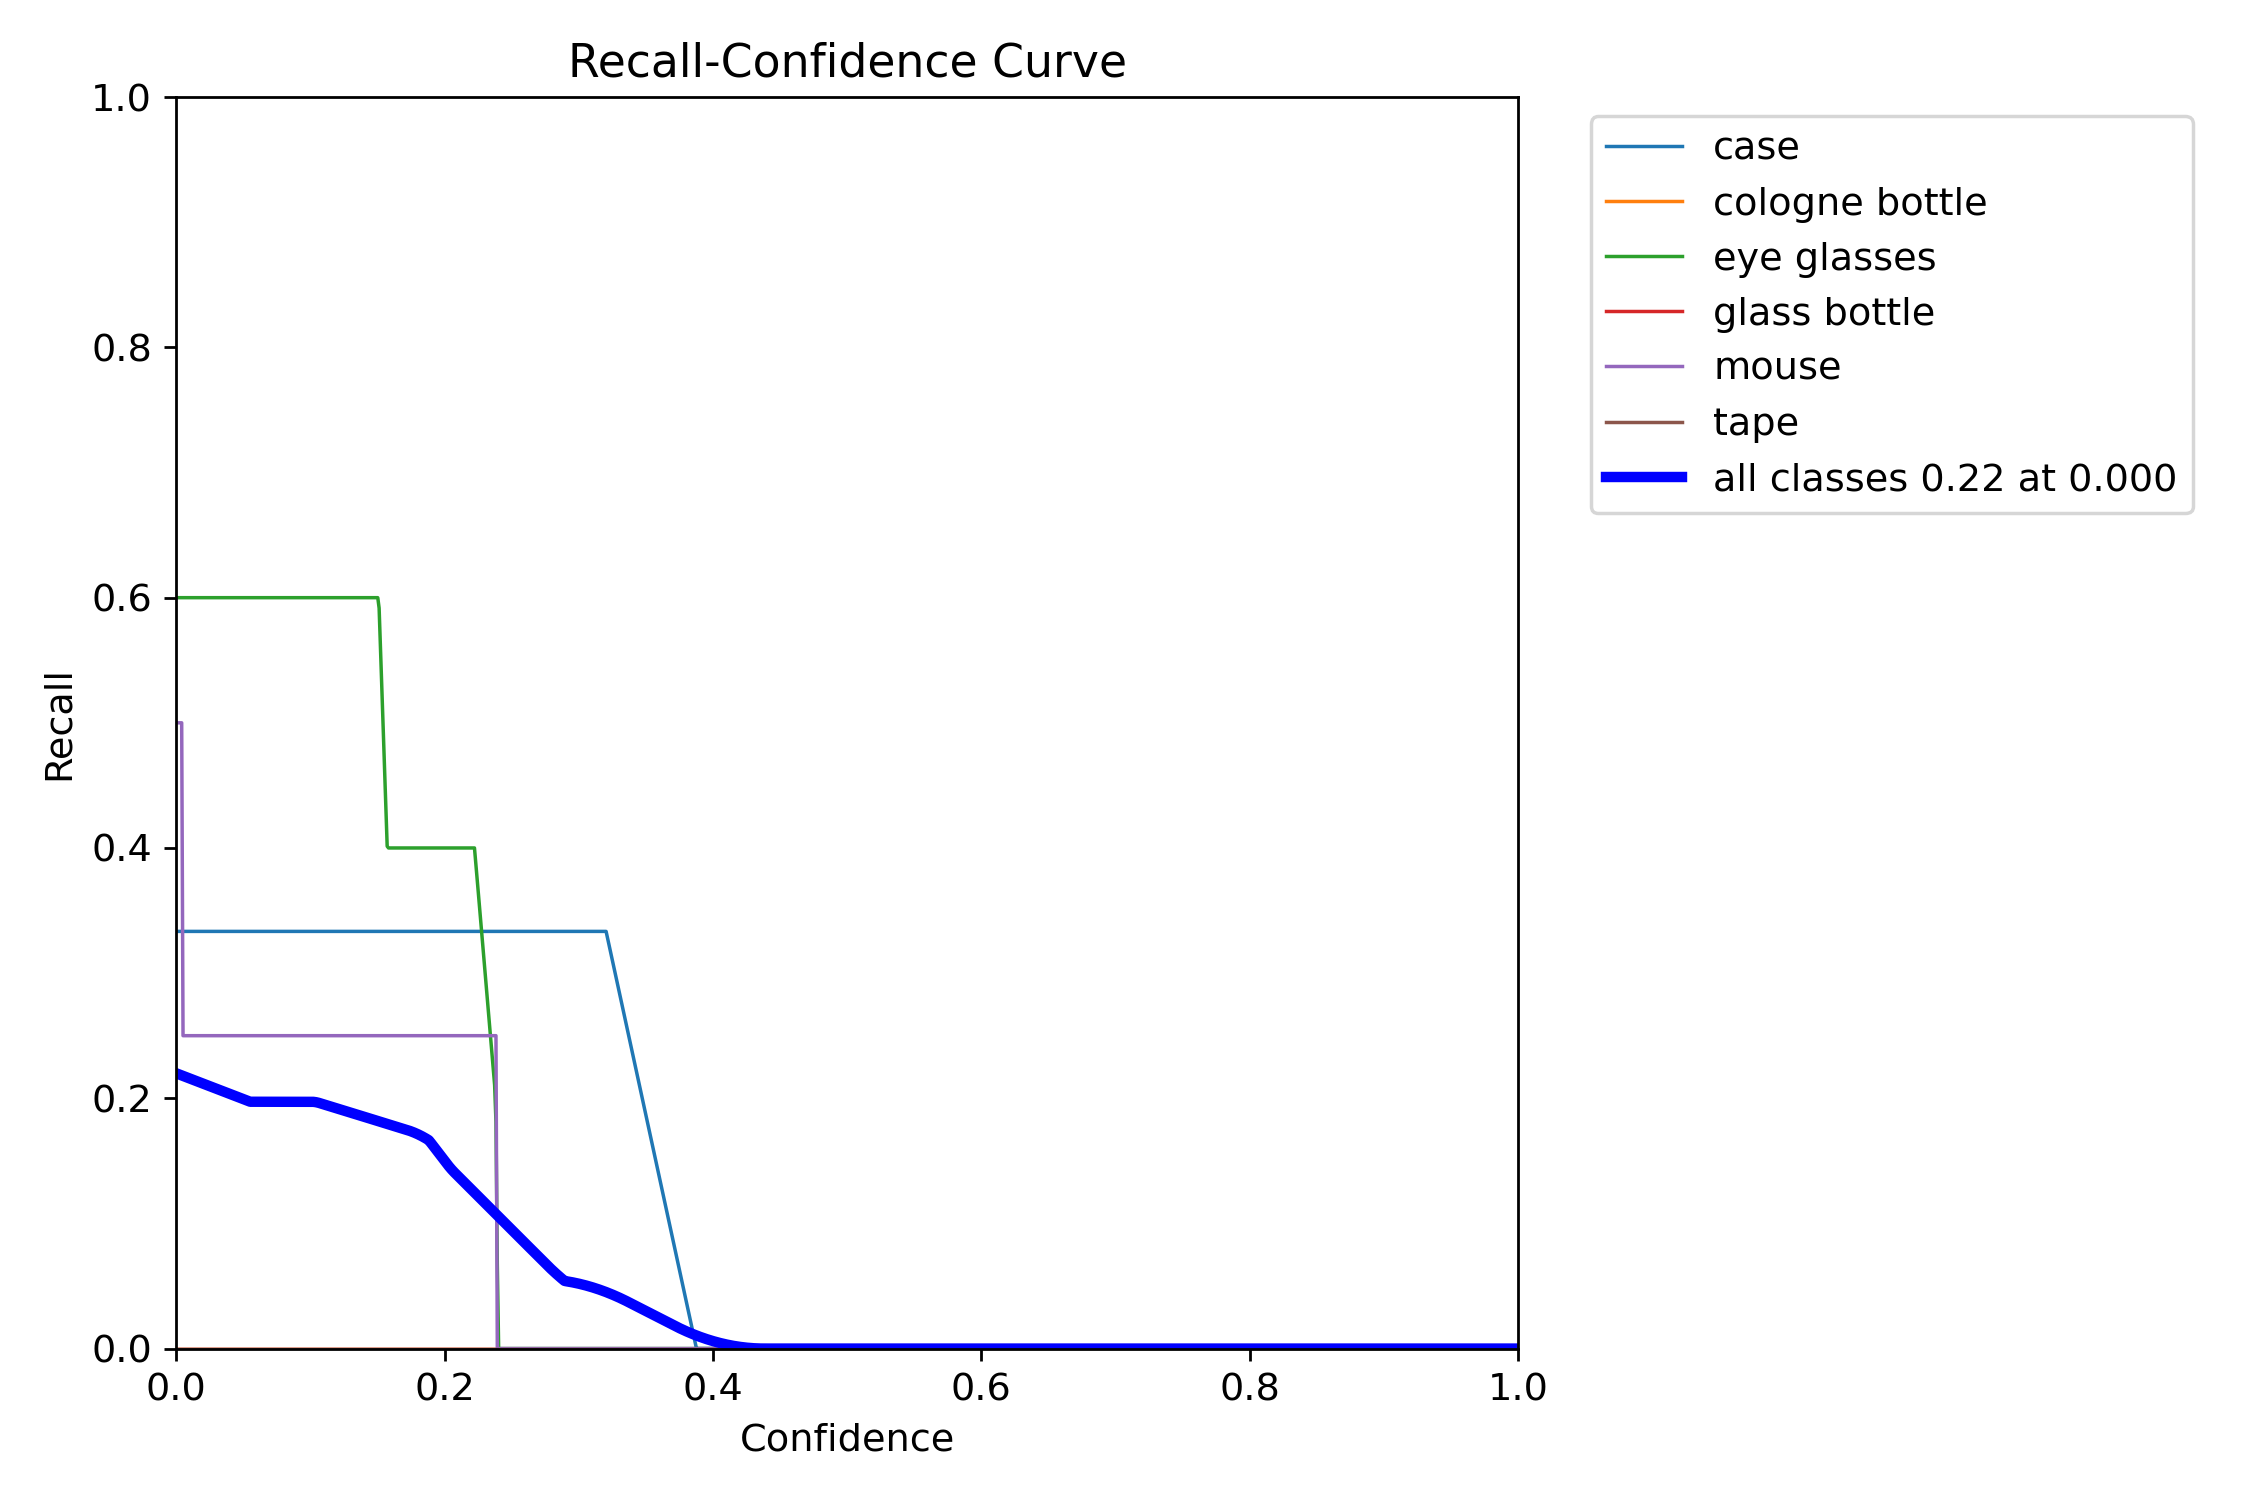 Recall-Confidence Curve
1.0
0.8
0.6
0.4
0.2
0.0
Recall
0.0 0.2 0.4 0.6 0.8 1.0
Confidence
case
cologne bottle
eye glasses
glass bottle
mouse
tape
all classes 0.22 at 0.000